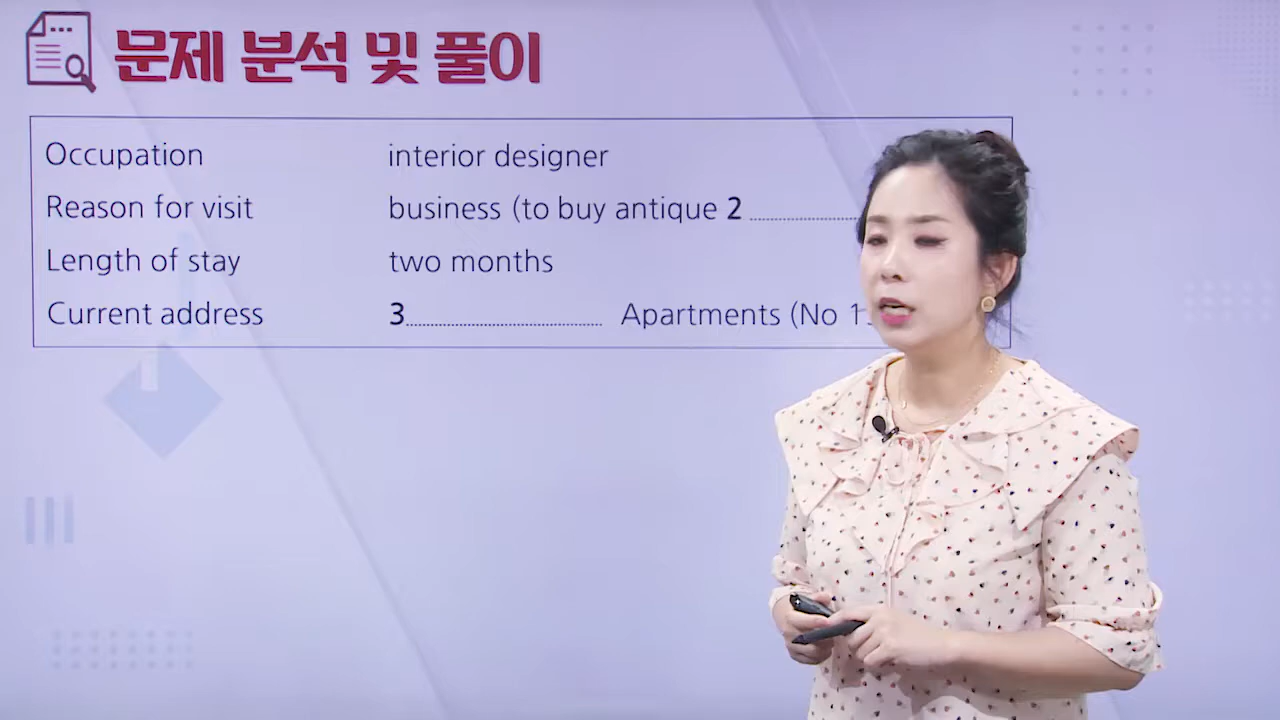 문제 분석 및 풀이
Occupation interior designer
Reason for visit business (to buy antique 2
Length of stay two months
Current address 3 Apartments (No